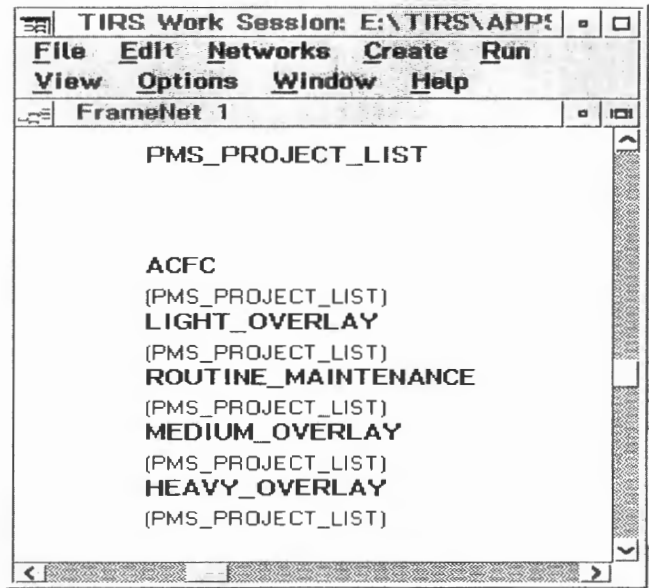 TIRS Work Session: E:\TIRS\APPS
File Edit Networks Create Run
View Options Window Help
FrameNet 1
PMS_PROJECT_LIST
ACFC
(PMS_PROJECT_LIST)
LIGHT_OVERLAY
(PMS_PROJECT_LIST)
ROUTINE_MAINTENANCE
(PMS_PROJECT_LIST)
MEDIUM_OVERLAY
(PMS_PROJECT_LIST)
HEAVY_OVERLAY
(PMS_PROJECT_LIST)